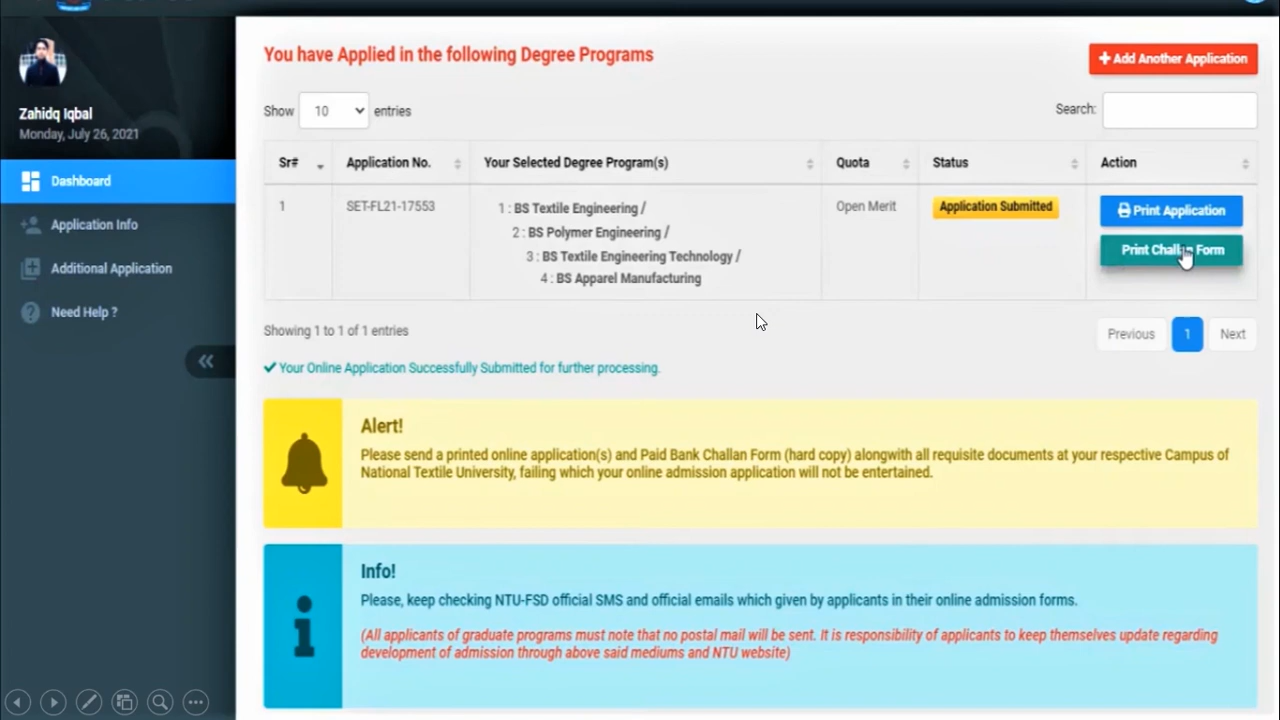 You have Applied in the following Degree Programs
+ Add Another Application
Zahidq Iqbal
Monday, July 26, 2021
Dashboard
Application Info
Additional Application
Need Help ?
Show 10 entries
Search:
Sr# Application No. Your Selected Degree Program(s) Quota Status Action
1 SET-FL21-17553 1 : BS Textile Engineering / Open Merit Application Submitted Print Application
2 : BS Polymer Engineering /
3 : BS Textile Engineering Technology / Print Challan Form
4 : BS Apparel Manufacturing
Showing 1 to 1 of 1 entries
Previous 1 Next
Your Online Application Successfully Submitted for further processing.
Alert!
Please send a printed online application(s) and Paid Bank Challan Form (hard copy) alongwith all requisite documents at your respective Campus of
National Textile University, failing which your online admission application will not be entertained.
Info!
Please, keep checking NTU-FSD official SMS and official emails which given by applicants in their online admission forms.
(All applicants of graduate programs must note that no postal mail will be sent. It is responsibility of applicants to keep themselves update regarding
development of admission through above said mediums and NTU website)